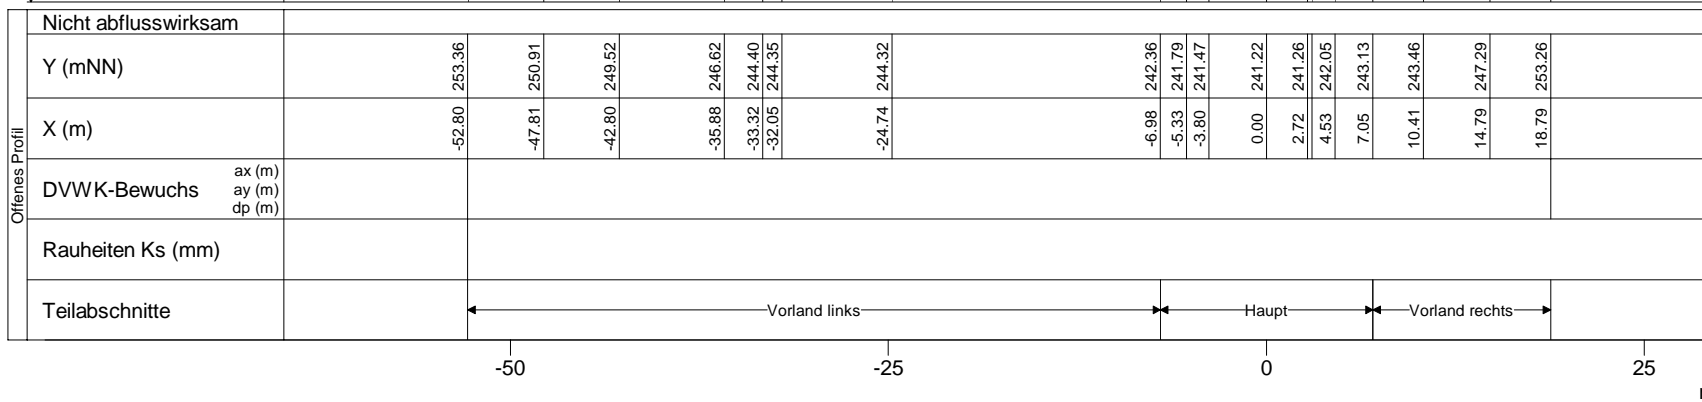 Offenes Profil
Nicht abflusswirksam
Y (mNN) 253.36 250.91 249.52 246.62 244.40 244.35 244.32 242.36 241.79 241.47 241.22 241.26 242.05 243.13 243.46 247.29 253.26
X (m) -52.80 -47.81 -42.80 -35.88 -33.32 -32.05 -24.74 -6.98 -5.33 -3.80 0.00 2.72 4.53 7.05 10.41 14.79 18.79
DVWK-Bewuchs ax (m)
ay (m)
dp (m)
Rauheiten Ks (mm)
Teilabschnitte Vorland links Haupt Vorland rechts
-50 -25 0 25